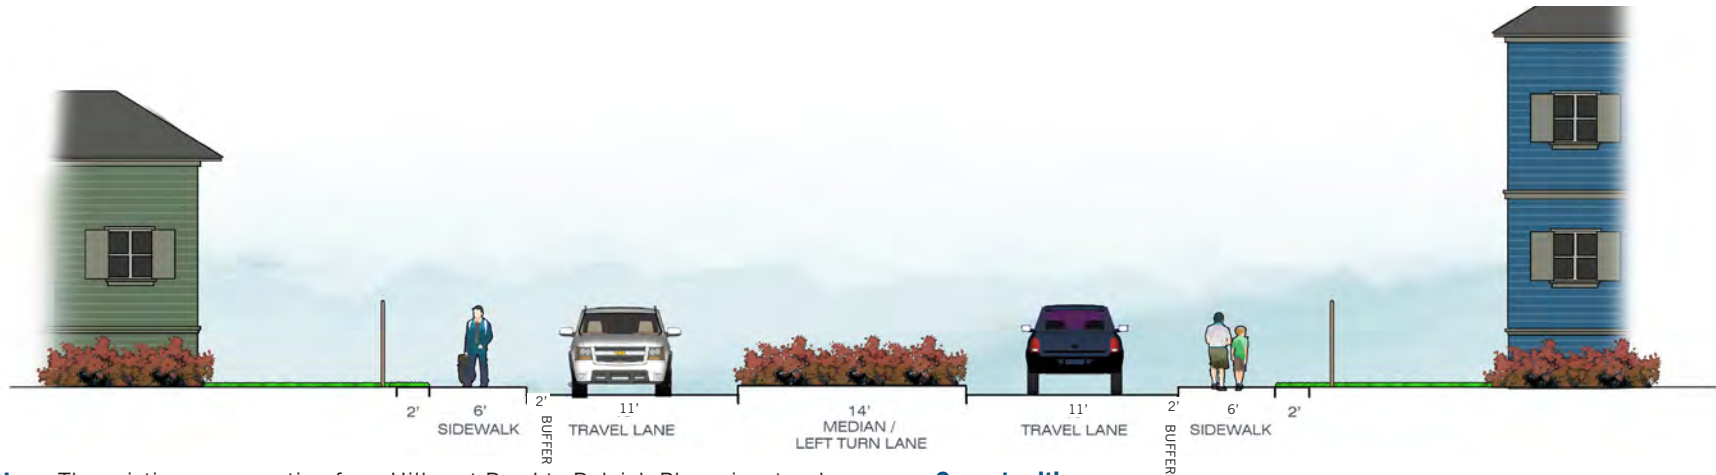 2'
6'
SIDEWALK
2'
BUFFER
11'
TRAVEL LANE
14'
MEDIAN /
LEFT TURN LANE
11'
TRAVEL LANE
2'
BUFFER
6'
SIDEWALK
2'